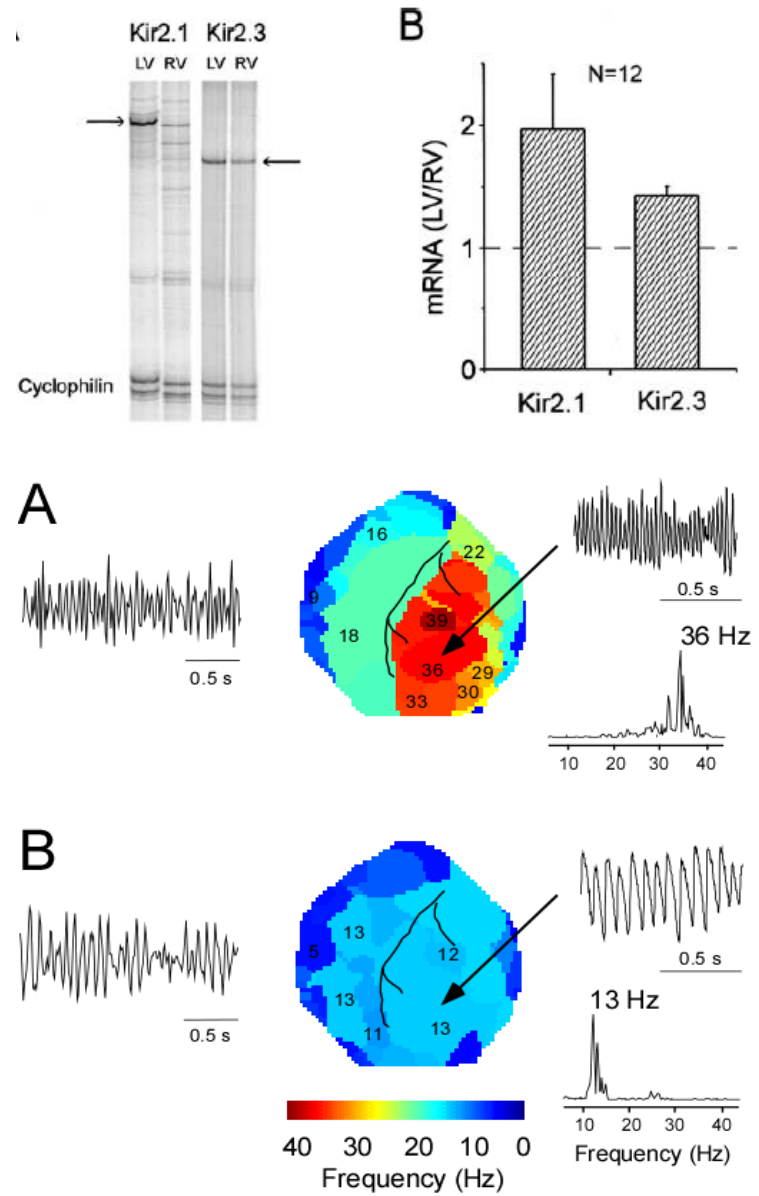 Kir2.1 Kir2.3
LV RV LV RV
Cyclophilin
B
N=12
mRNA (LV/RV)
2
1
0
Kir2.1 Kir2.3
A
0.5 s
16
22
9
39
18
36
29
30
33
0.5 s
36 Hz
10 20 30 40
B
0.5 s
13
5
12
13
13
11
0.5 s
13 Hz
10 20 30 40
Frequency (Hz)
40 30 20 10 0
Frequency (Hz)